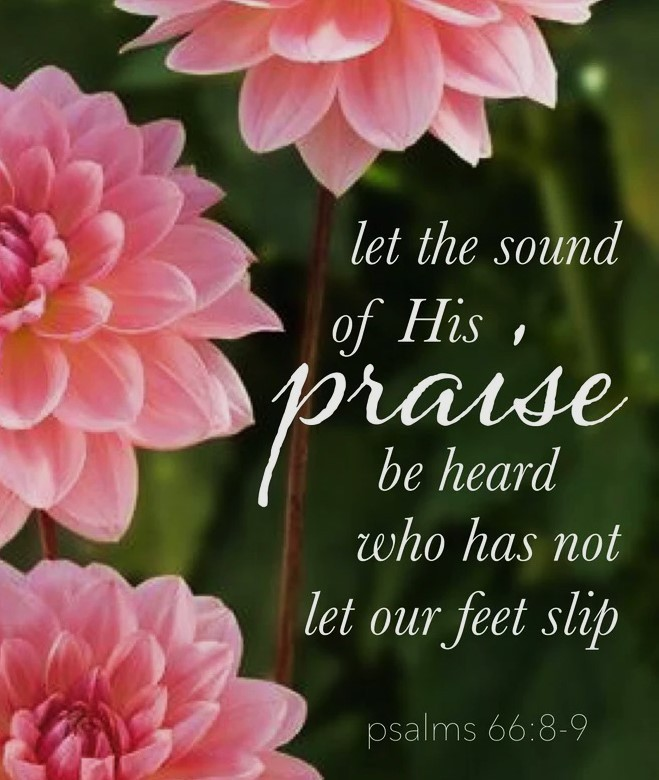 let the sound
of His
praise
be heard
who has not
let our feet slip
psalms 66:8-9